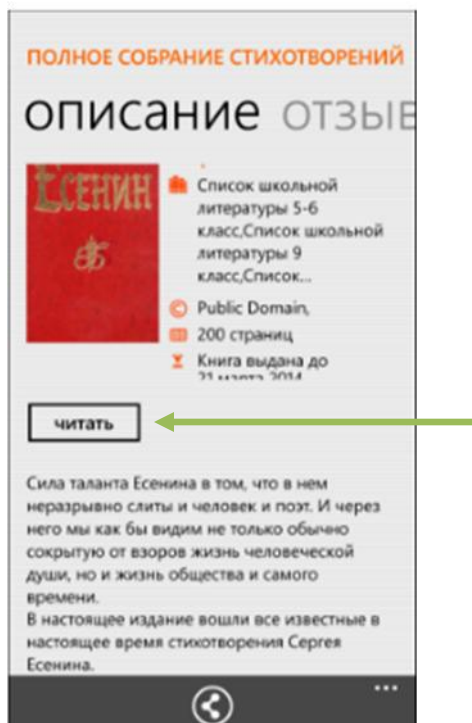 ПОЛНОЕ СОБРАНИЕ СТИХОТВОРЕНИЙ
описание отзыв
ЕСЕНИН
Список школьной
литературы 5-6
класс,Список школьной
литературы 9
класс,Список...
Public Domain,
200 страниц
Книга выдана до
21 марта 2014
читать
Сила таланта Есенина в том, что в нем
неразрывно слиты и человек и поэт. И через
него мы как бы видим не только обычно
сокрытую от взоров жизнь человеческой
души, но и жизнь общества и самого
времени.
В настоящее издание вошли все известные в
настоящее время стихотворения Сергея
Есенина.